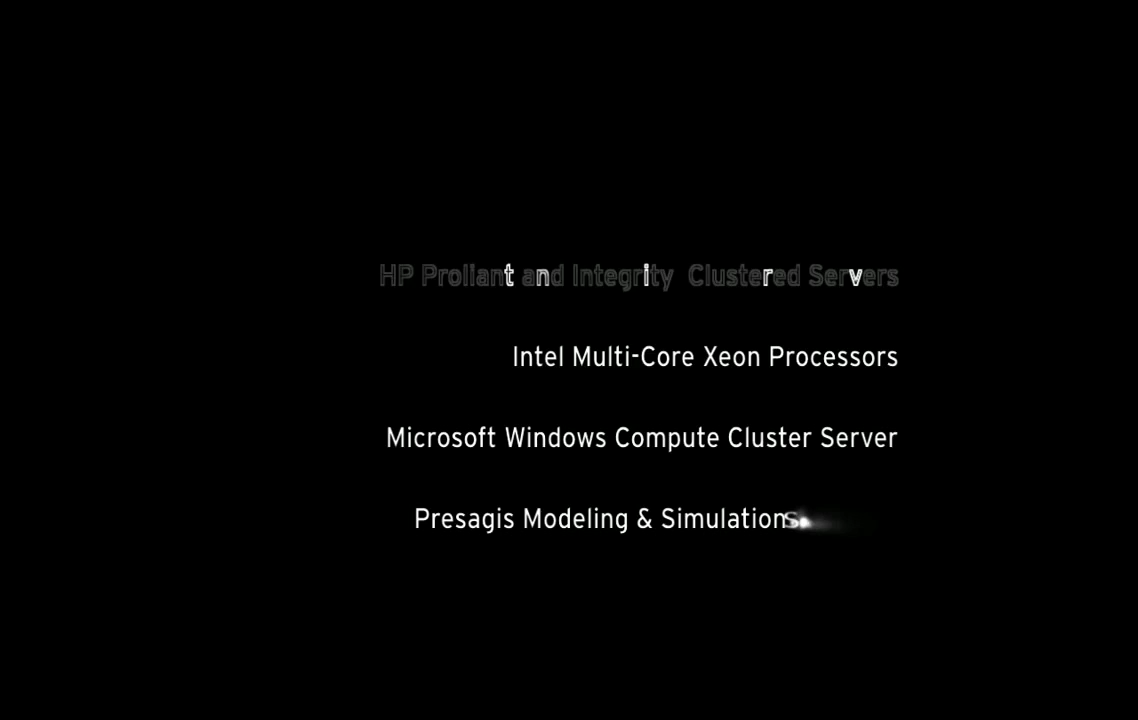 HP Proliant and Integrity Clustered Servers
Intel Multi-Core Xeon Processors
Microsoft Windows Compute Cluster Server
Presagis Modeling & Simulation